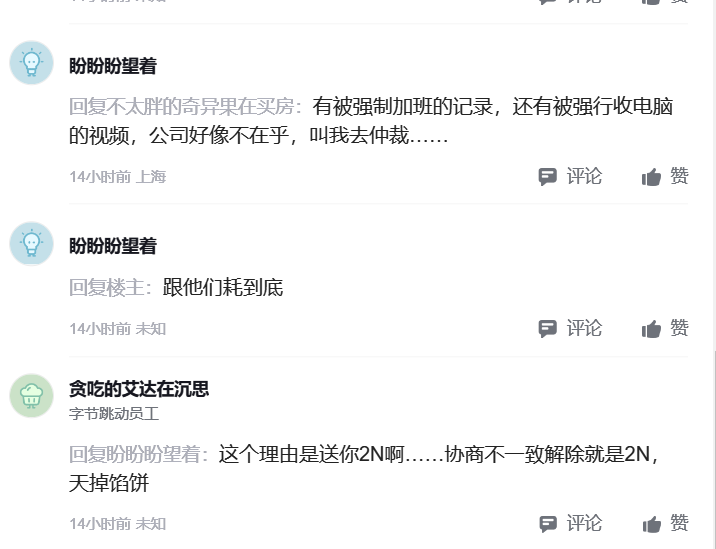 14小时前 未知
评论
赞
盼盼盼望着
回复不太胖的奇异果在买房：有被强制加班的记录，还有被强行收电脑
的视频，公司好像不在乎，叫我去仲裁……
14小时前 上海
评论
赞
盼盼盼望着
回复楼主：跟他们耗到底
14小时前 未知
评论
赞
贪吃的艾达在沉思
字节跳动员工
回复盼盼盼望着：这个理由是送你2N啊……协商不一致解除就是2N，
天掉馅饼
14小时前 未知
评论
赞